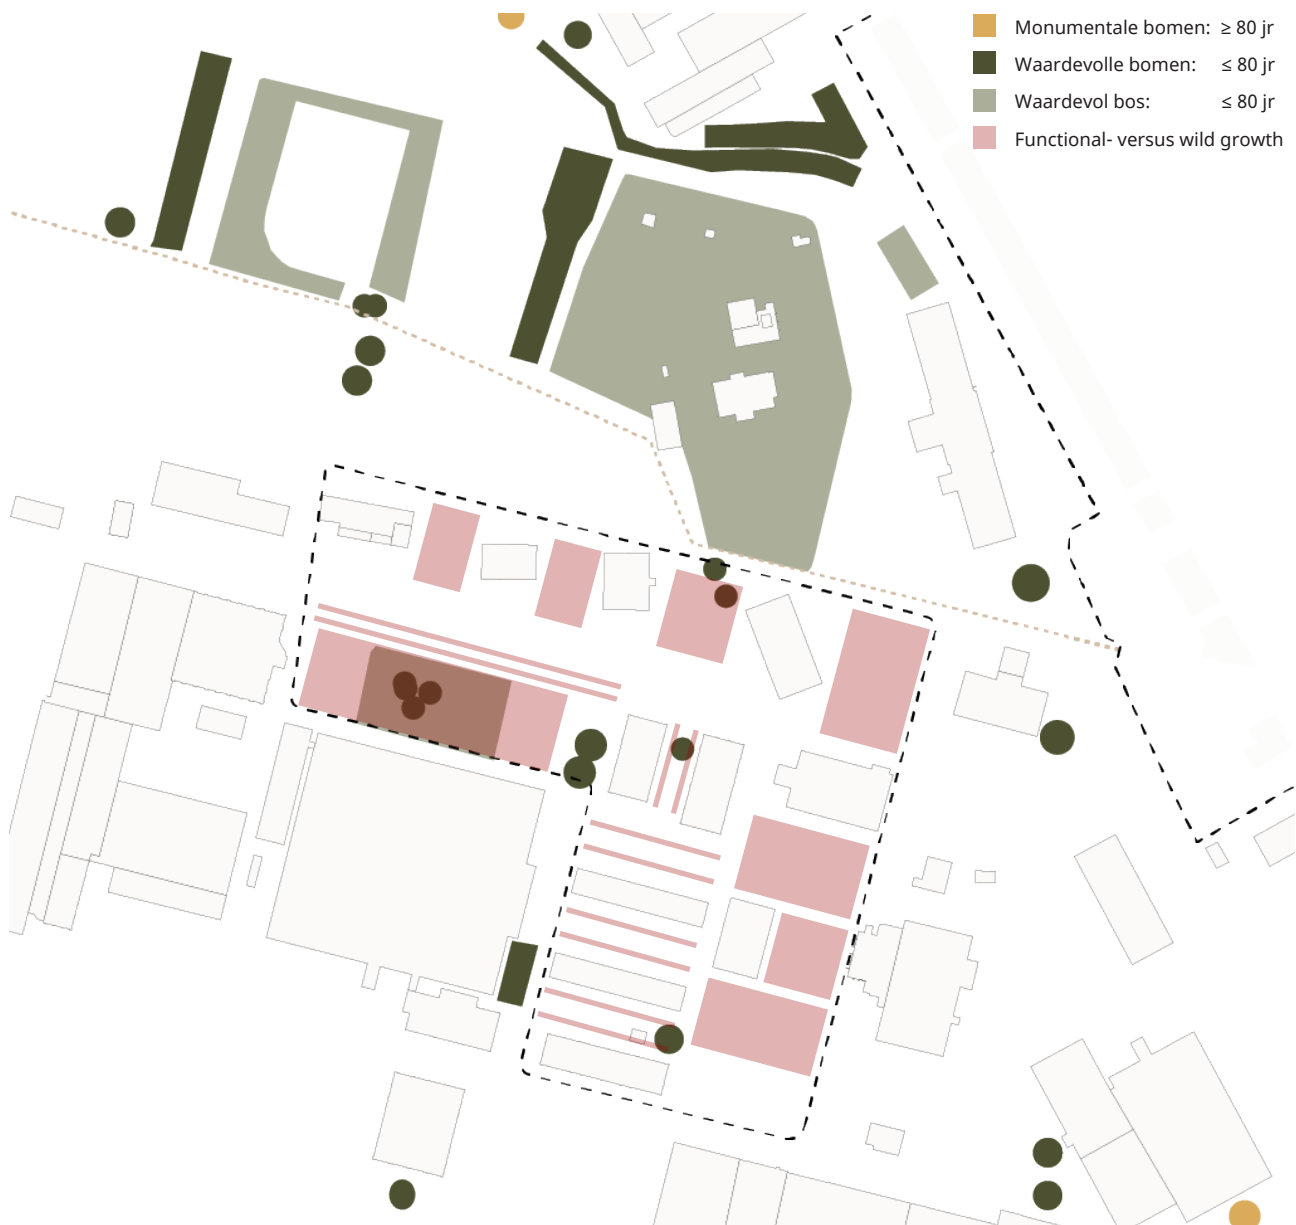 Monumentale bomen: ≥ 80 jr
Waardevolle bomen: ≤ 80 jr
Waardevol bos: ≤ 80 jr
Functional- versus wild growth